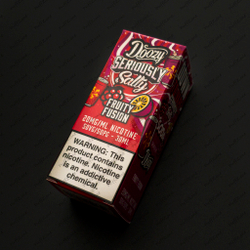 Doozy
SERIOUSLY
Salty
FRUITY
FUSION
20MG/ML NICOTINE
50VG/50PG - 30ML
WARNING: This
product contains
nicotine. Nicotine
is an addictive
chemical.